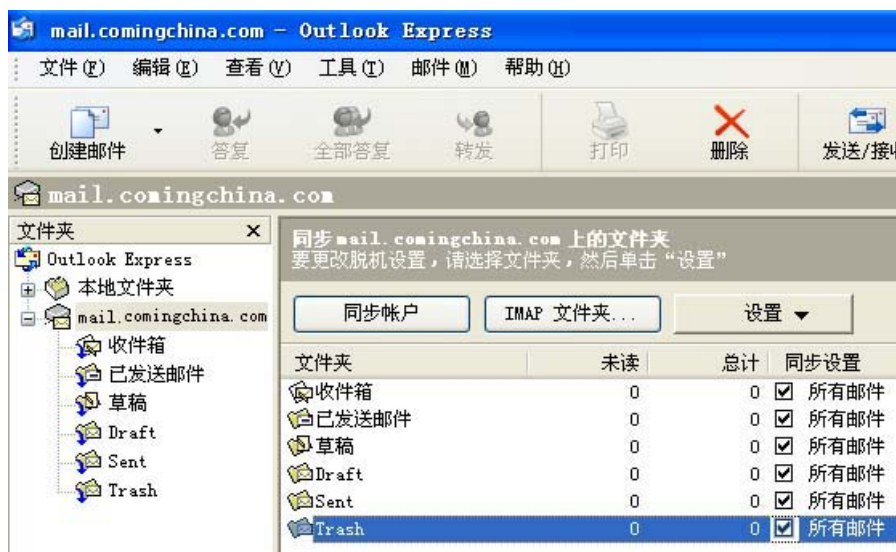 mail.comingchina.com - Outlook Express
文件(F) 编辑(E) 查看(V) 工具(T) 邮件(M) 帮助(H)
创建邮件 答复 全部答复 转发 打印 删除 发送/接收
mail.comingchina.com
文件夹
Outlook Express
本地文件夹
mail.comingchina.com
收件箱
已发送邮件
草稿
Draft
Sent
Trash
同步mail.comingchina.com 上的文件夹
要更改脱机设置，请选择文件夹，然后单击“设置”
同步帐户 IMAP 文件夹... 设置
文件夹 未读 总计 同步设置
收件箱 0 0 所有邮件
已发送邮件 0 0 所有邮件
草稿 0 0 所有邮件
Draft 0 0 所有邮件
Sent 0 0 所有邮件
Trash 0 0 所有邮件